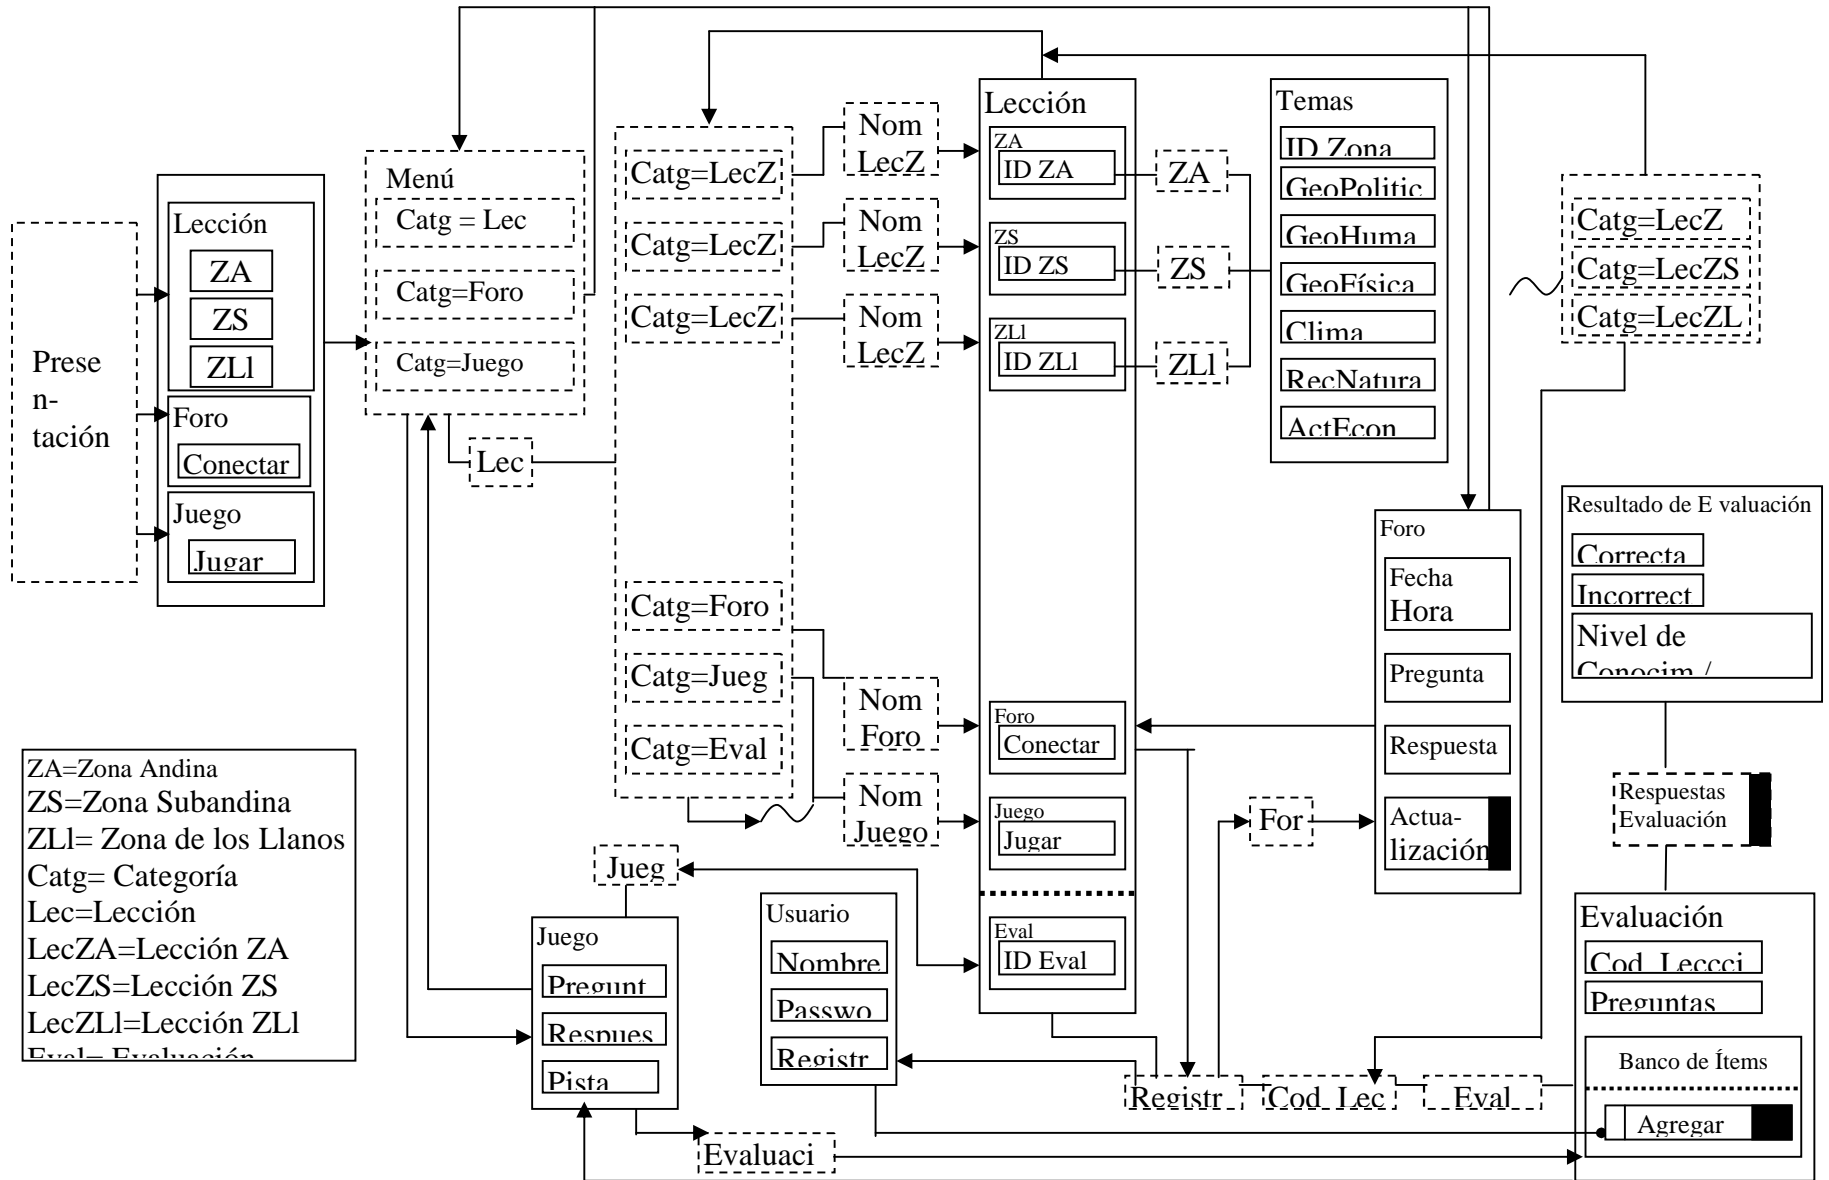 Prese
n-
tación
Lección
ZA
ZS
ZLl
Foro
Conectar
Juego
Jugar
Menú
Catg = Lec
Catg=Foro
Catg=Juego
Lec
Catg=LecZ
Catg=LecZ
Catg=LecZ
Catg=Foro
Catg=Jueg
Catg=Eval
Nom
LecZ
Nom
LecZ
Nom
LecZ
Nom
Foro
Nom
Juego
Lección
ZA
ID ZA
ZS
ID ZS
ZLl
ID ZLl
Foro
Conectar
Juego
Jugar
Eval
ID Eval
ZA
ZS
ZLl
Temas
ID Zona
GeoPolitic
GeoHuma
GeoFísica
Clima
RecNatura
ActEcon
Catg=LecZ
Catg=LecZS
Catg=LecZL
Foro
Fecha
Hora
Pregunta
Respuesta
Actua-
lización
For
Resultado de E valuación
Correcta
Incorrect
Nivel de
Conocim /
Respuestas
Evaluación
Evaluación
Cod Leccci
Preguntas
Banco de Ítems
Agregar
Jueg
Juego
Pregunt
Respues
Pista
Usuario
Nombre
Passwo
Registr
Registr
Cod Lec
Eval
Evaluaci
ZA=Zona Andina
ZS=Zona Subandina
ZLl= Zona de los Llanos
Catg= Categoría
Lec=Lección
LecZA=Lección ZA
LecZS=Lección ZS
LecZLl=Lección ZLl
Eval= Evaluación